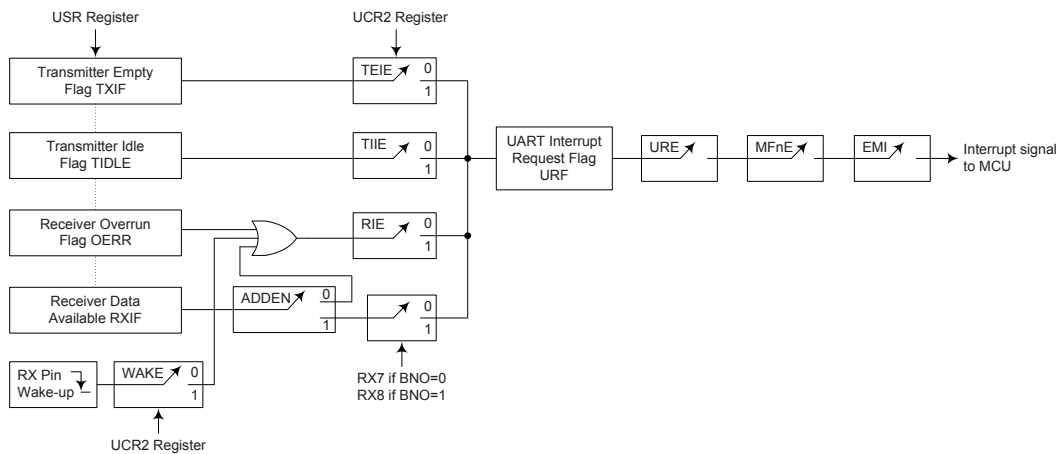 USR Register
UCR2 Register
Transmitter Empty
Flag TXIF
TEIE
0
1
Transmitter Idle
Flag TIDLE
TIIE
0
1
UART Interrupt
Request Flag
URF
URE
MFnE
EMI
Interrupt signal
to MCU
Receiver Overrun
Flag OERR
RIE
0
1
Receiver Data
Available RXIF
ADDEN
0
1
0
1
RX7 if BNO=0
RX8 if BNO=1
RX Pin
Wake-up
WAKE
0
1
UCR2 Register